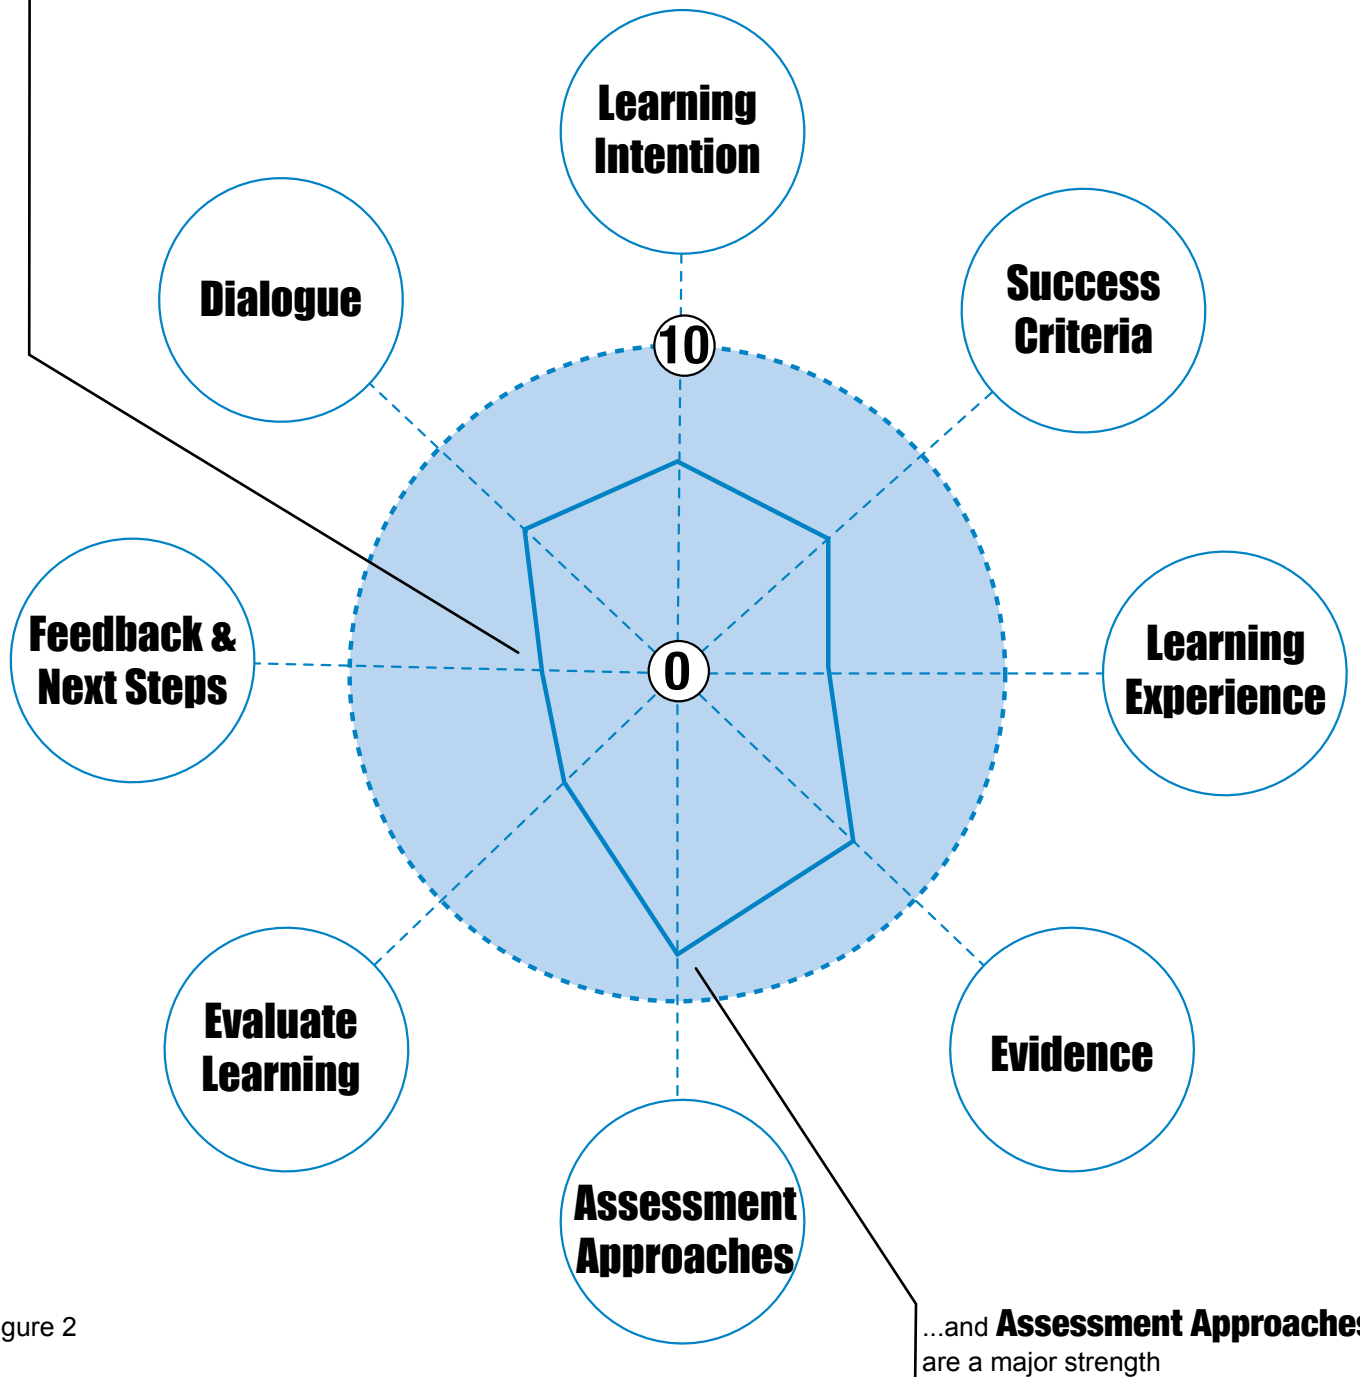 Learning
Intention
Dialogue
Success
Criteria
10
Feedback &
Next Steps
0
Learning
Experience
Evaluate
Learning
Evidence
Assessment
Approaches
gure 2
...and Assessment Approaches
are a major strength